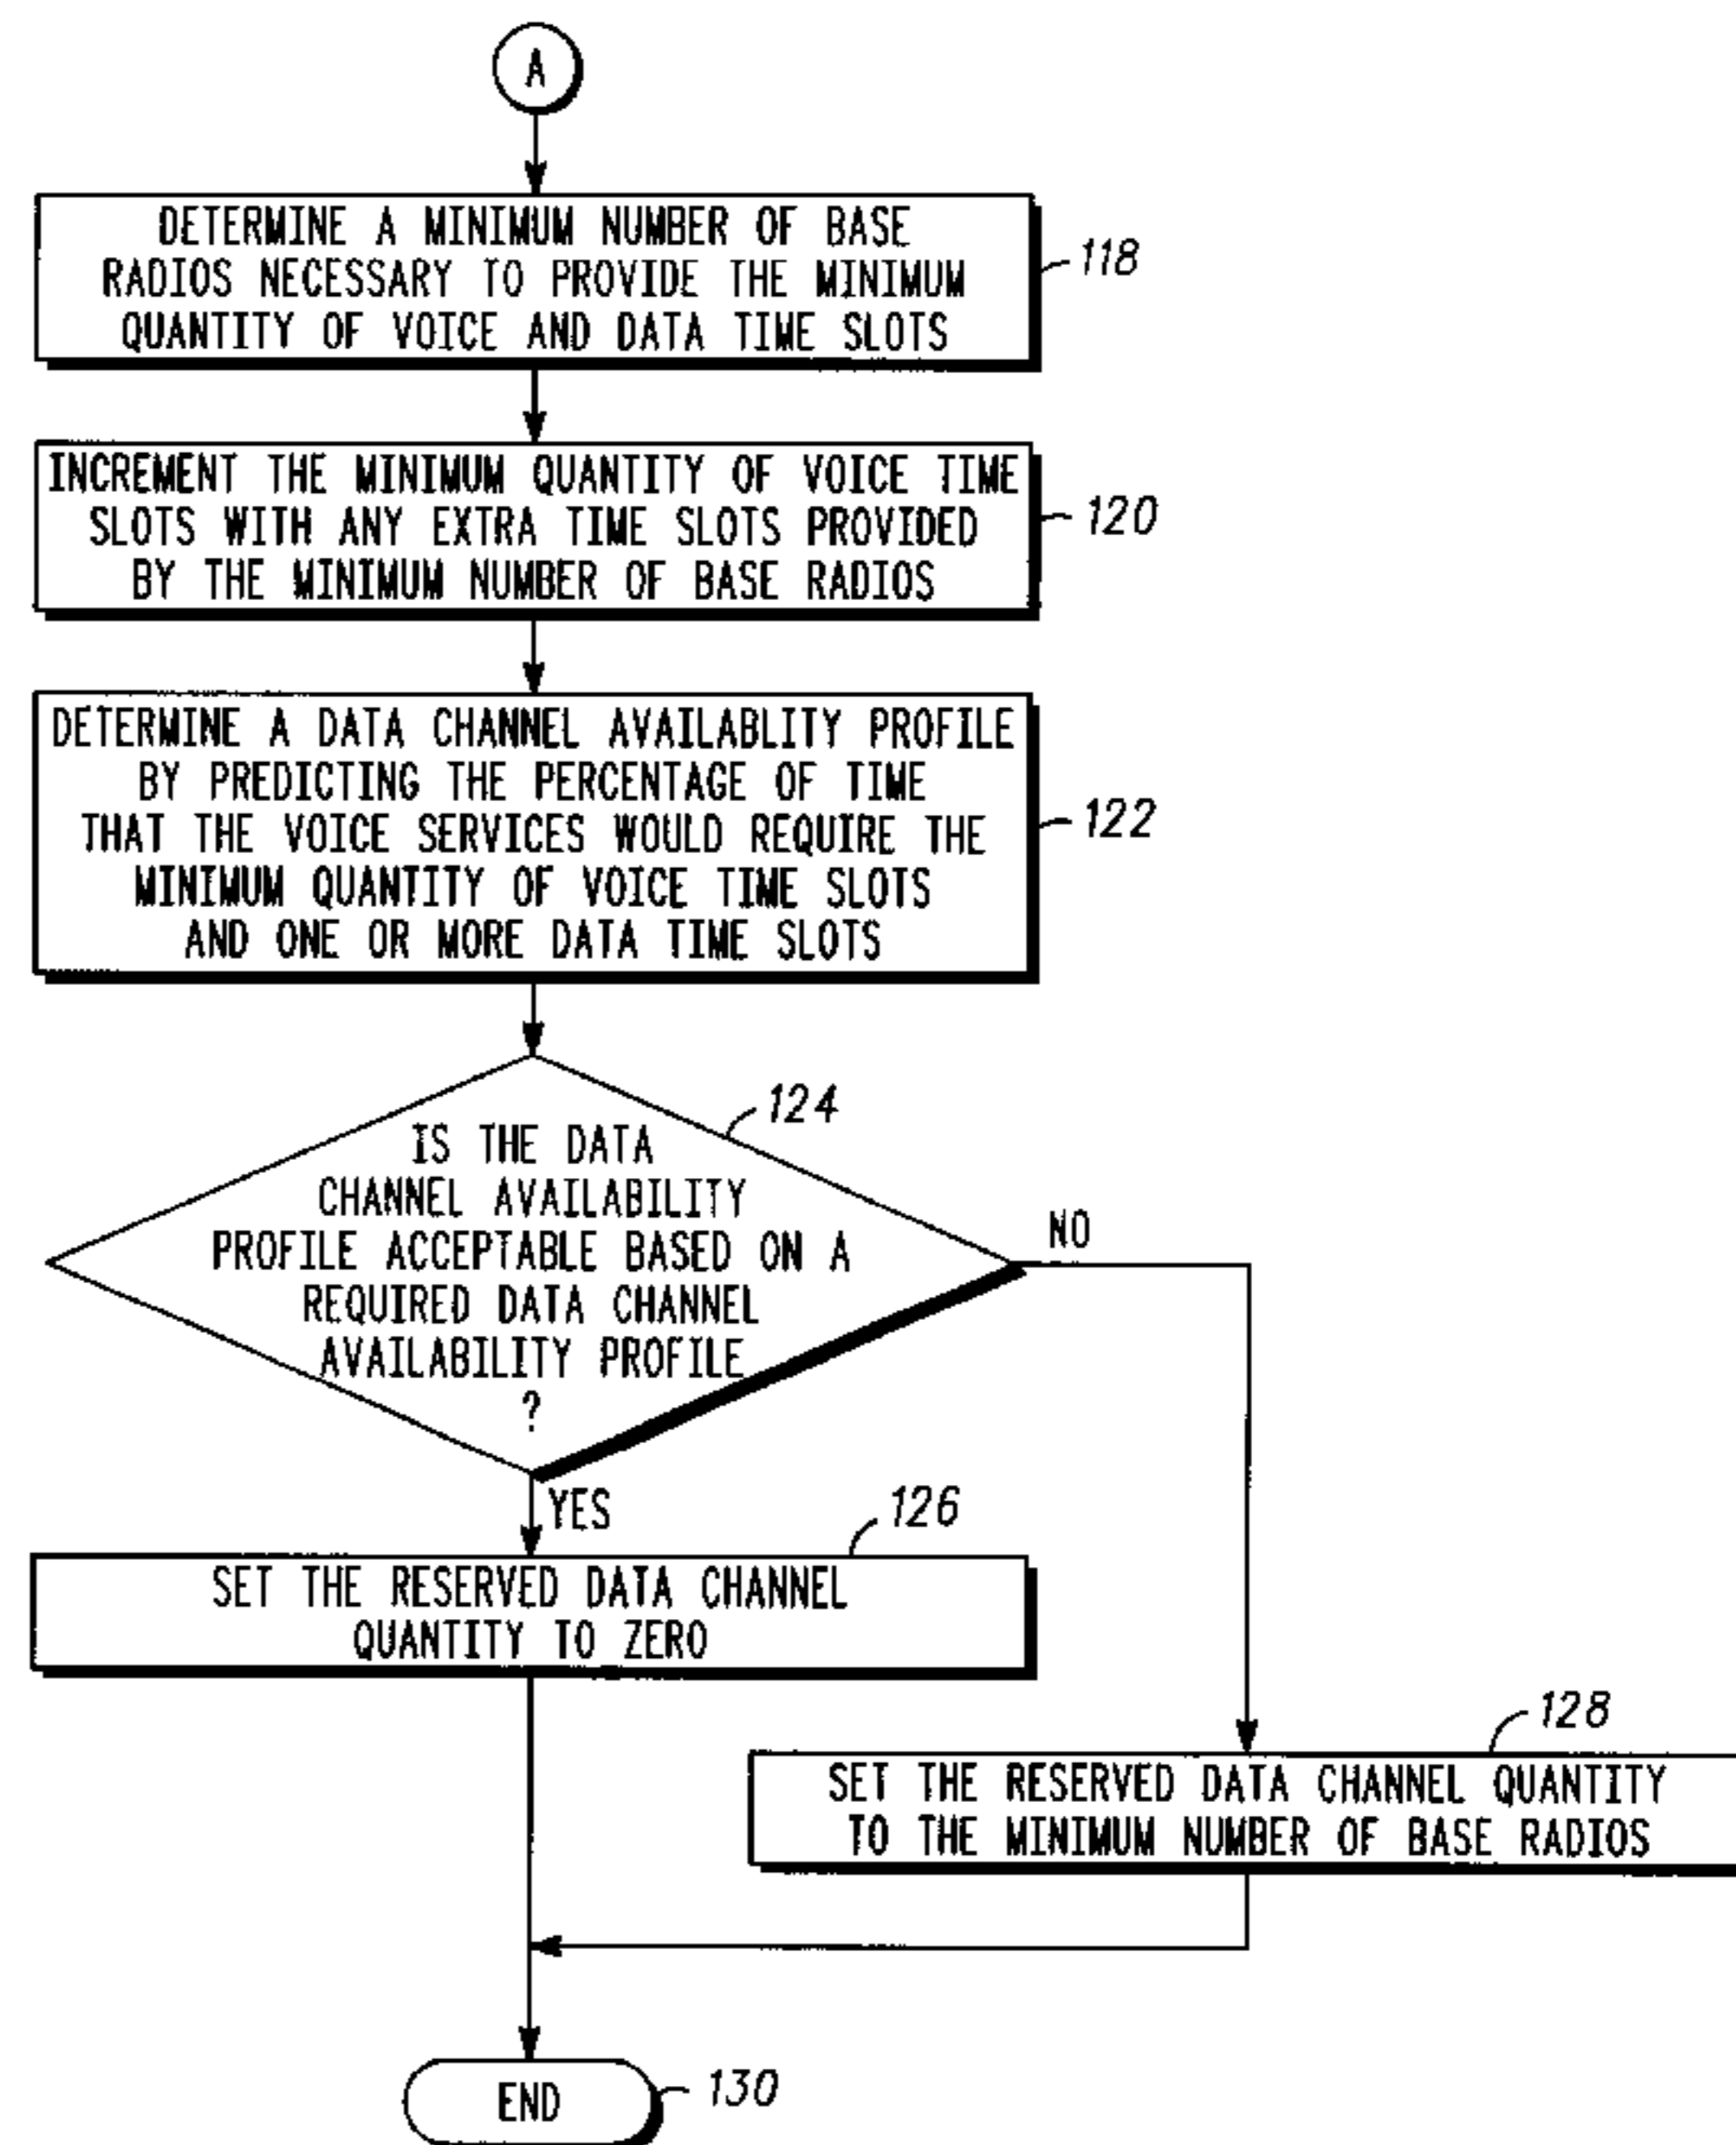 A
DETERMINE A MINIMUM NUMBER OF BASE
RADIOS NECESSARY TO PROVIDE THE MINIMUM
QUANTITY OF VOICE AND DATA TIME SLOTS
118
INCREMENT THE MINIMUM QUANTITY OF VOICE TIME
SLOTS WITH ANY EXTRA TIME SLOTS PROVIDED
BY THE MINIMUM NUMBER OF BASE RADIOS
120
DETERMINE A DATA CHANNEL AVAILABLITY PROFILE
BY PREDICTING THE PERCENTAGE OF TIME
THAT THE VOICE SERVICES WOULD REQUIRE THE
MINIMUM QUANTITY OF VOICE TIME SLOTS
AND ONE OR MORE DATA TIME SLOTS
122
124
IS THE DATA
CHANNEL AVAILABILITY
PROFILE ACCEPTABLE BASED ON A
REQUIRED DATA CHANNEL
AVAILABILITY PROFILE
?
NO
YES
126
SET THE RESERVED DATA CHANNEL
QUANTITY TO ZERO
128
SET THE RESERVED DATA CHANNEL QUANTITY
TO THE MINIMUM NUMBER OF BASE RADIOS
END
130